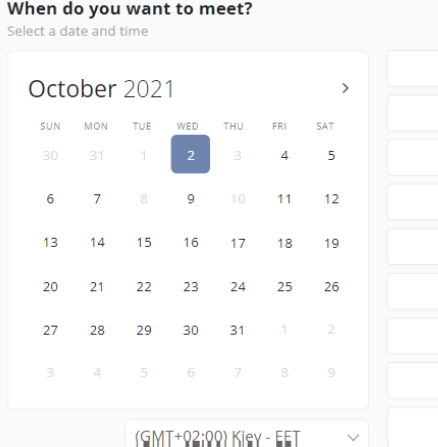 When do you want to meet?
Select a date and time
October 2021
SUN MON TUE WED THU FRI SAT
30 31 1 2 3 4 5
6 7 8 9 10 11 12
13 14 15 16 17 18 19
20 21 22 23 24 25 26
27 28 29 30 31 1 2
3 4 5 6 7 8 9
(GMT+02:00) Kiev - EET